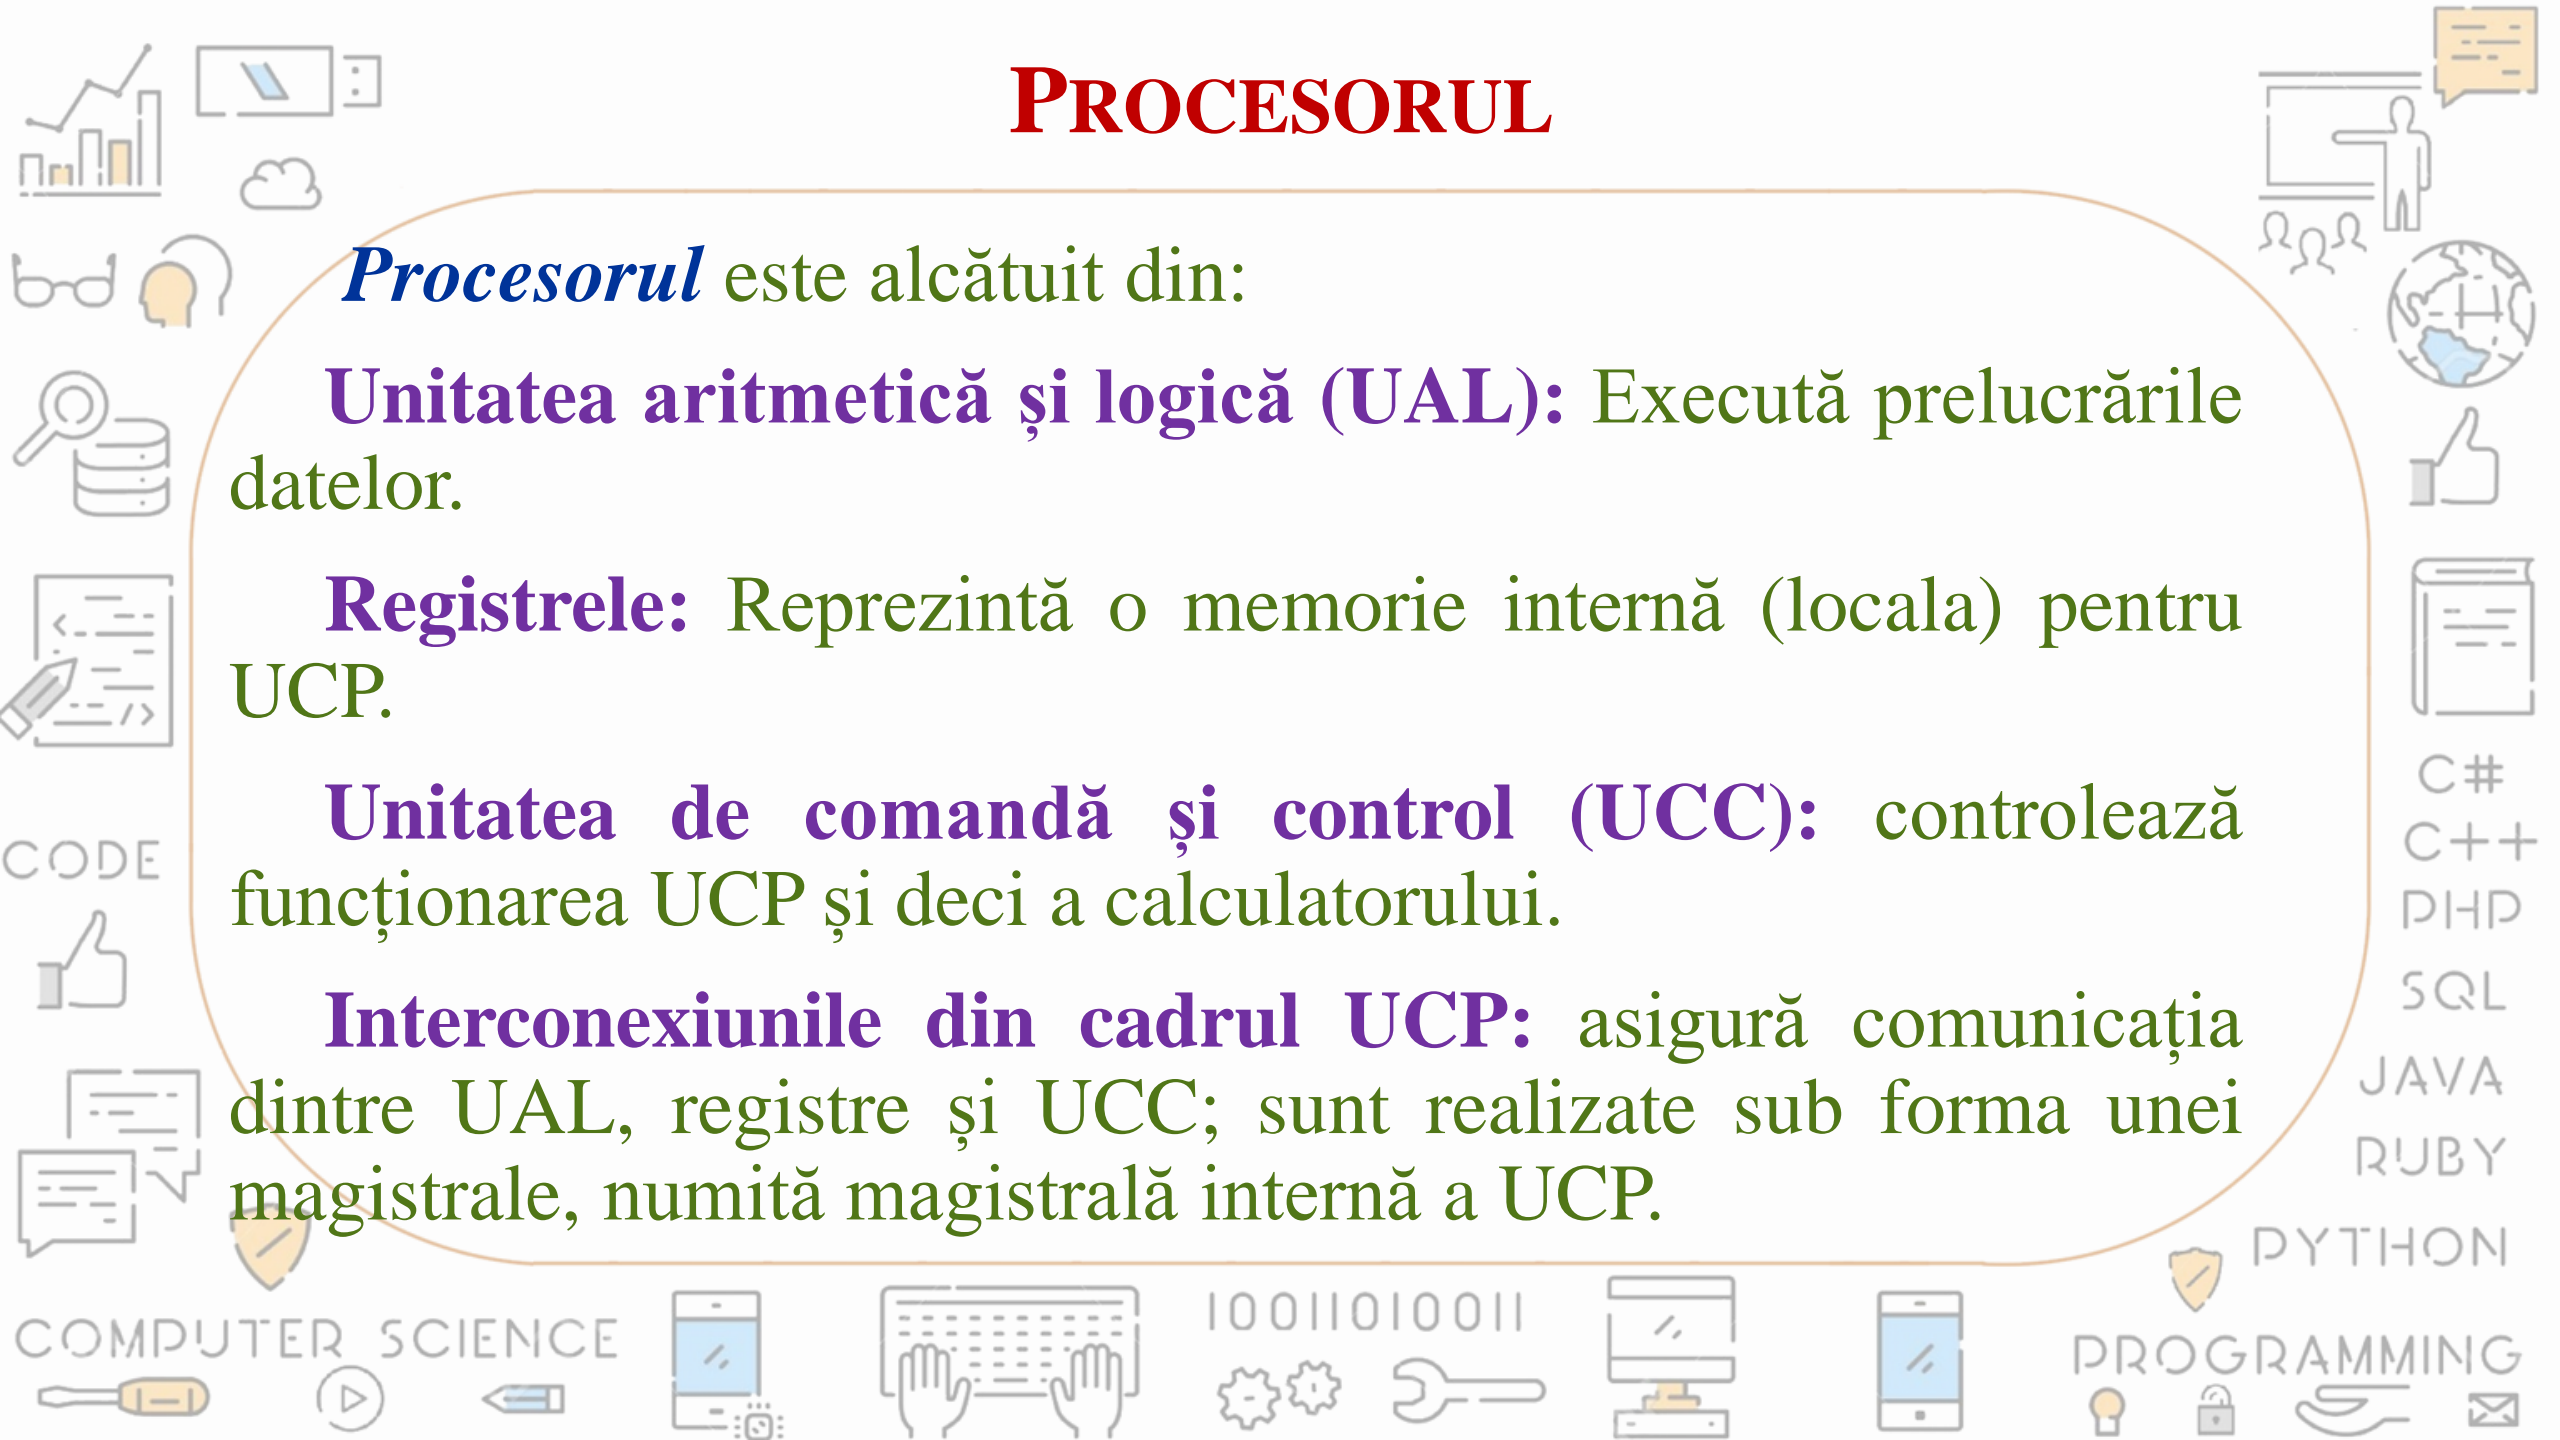 PROCESORUL
Procesorul este alcătuit din:
Unitatea aritmetică și logică (UAL): Execută prelucrările
datelor.
Registrele: Reprezintă o memorie internă (locala) pentru
UCP.
Unitatea de comandă și control (UCC): controlează
funcționarea UCP și deci a calculatorului.
Interconexiunile din cadrul UCP: asigură comunicația
dintre UAL, registre și UCC; sunt realizate sub forma unei
magistrale, numită magistrală internă a UCP.
CODE
C#
C++
PHP
SQL
JAVA
RUBY
PYTHON
COMPUTER SCIENCE
10011010011
PROGRAMMING